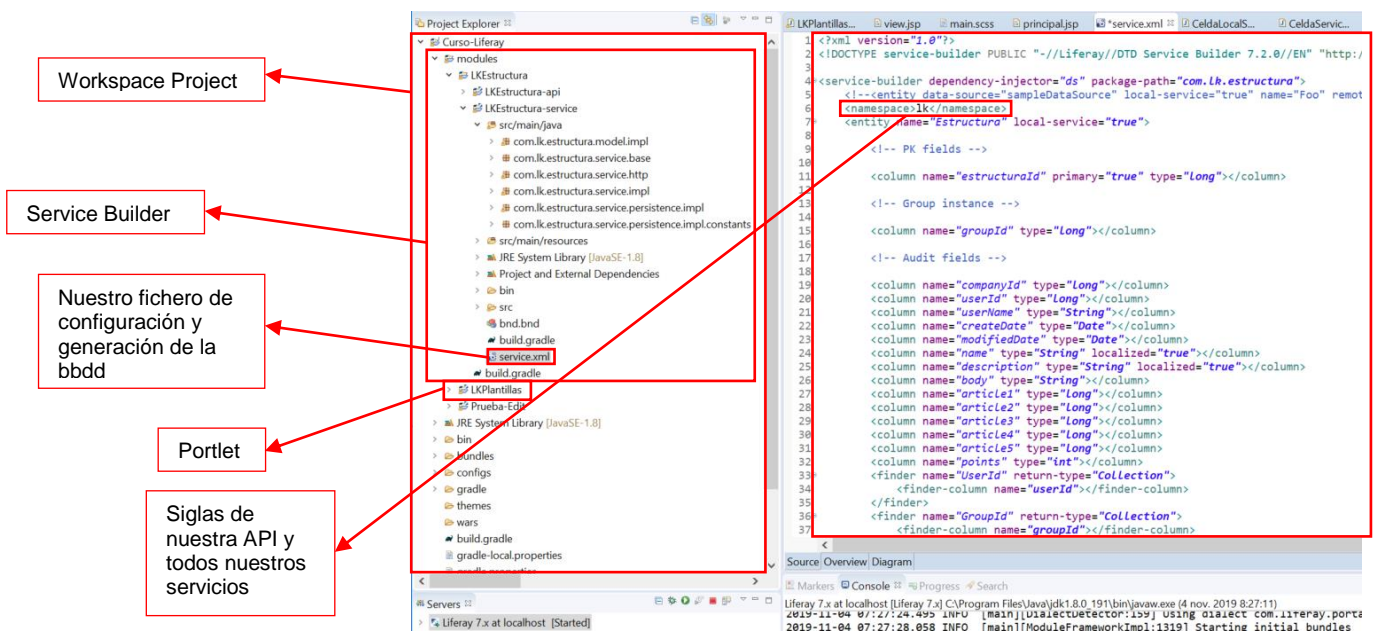 Workspace Project
Service Builder
Nuestro fichero de
configuración y
generación de la
bbdd
Portlet
Siglas de
nuestra API y
todos nuestros
servicios
Project Explorer
Curso-Liferay
modules
LKEstructura
LKEstructura-api
LKEstructura-service
src/main/java
com.lk.estructura.model.impl
com.lk.estructura.service.base
com.lk.estructura.service.http
com.lk.estructura.service.impl
com.lk.estructura.service.persistence.impl
com.lk.estructura.service.persistence.impl.constants
src/main/resources
JRE System Library [JavaSE-1.8]
Project and External Dependencies
bin
src
bnd.bnd
build.gradle
service.xml
build.gradle
LKPlantillas
Prueba-Edit
JRE System Library [JavaSE-1.8]
bin
bundles
configs
gradle
themes
wars
build.gradle
gradle-local.properties
gradle.properties
Servers
Liferay 7.x at localhost [Started]
LKPlantillas... view.jsp main.scss principal.jsp *service.xml CeldaLocalS... CeldaServic...
1 <?xml version="1.0"?>
2 <!DOCTYPE service-builder PUBLIC "-//Liferay//DTD Service Builder 7.2.0//EN" "http:/
3
4 <service-builder dependency-injector="ds" package-path="com.lk.estructura">
5 <!--<entity data-source="sampleDataSource" local-service="true" name="Foo" remot
6 <namespace>lk</namespace>
7 <entity name="Estructura" local-service="true">
8
9 <!-- PK fields -->
10
11 <column name="estructuraId" primary="true" type="long"></column>
12
13 <!-- Group instance -->
14
15 <column name="groupId" type="long"></column>
16
17 <!-- Audit fields -->
18
19 <column name="companyId" type="long"></column>
20 <column name="userId" type="long"></column>
21 <column name="userName" type="String"></column>
22 <column name="createDate" type="Date"></column>
23 <column name="modifiedDate" type="Date"></column>
24 <column name="name" type="String" localized="true"></column>
25 <column name="description" type="String" localized="true"></column>
26 <column name="body" type="String"></column>
27 <column name="article1" type="long"></column>
28 <column name="article2" type="long"></column>
29 <column name="article3" type="long"></column>
30 <column name="article4" type="long"></column>
31 <column name="article5" type="long"></column>
32 <column name="points" type="int"></column>
33 <finder name="UserId" return-type="Collection">
34 <finder-column name="userId"></finder-column>
35 </finder>
36 <finder name="GroupId" return-type="Collection">
37 <finder-column name="groupId"></finder-column>
Source Overview Diagram
Markers Console Progress Search
Liferay 7.x at localhost [Liferay 7.x] C:\Program Files\Java\jdk1.8.0_191\bin\javaw.exe (4 nov. 2019 8:27:11)
2019-11-04 07:27:24.495 INFO [main][DialectDetector:159] Using dialect com.liferay.porta
2019-11-04 07:27:28.058 INFO [main][ModuleFrameworkImpl:1319] Starting initial bundles